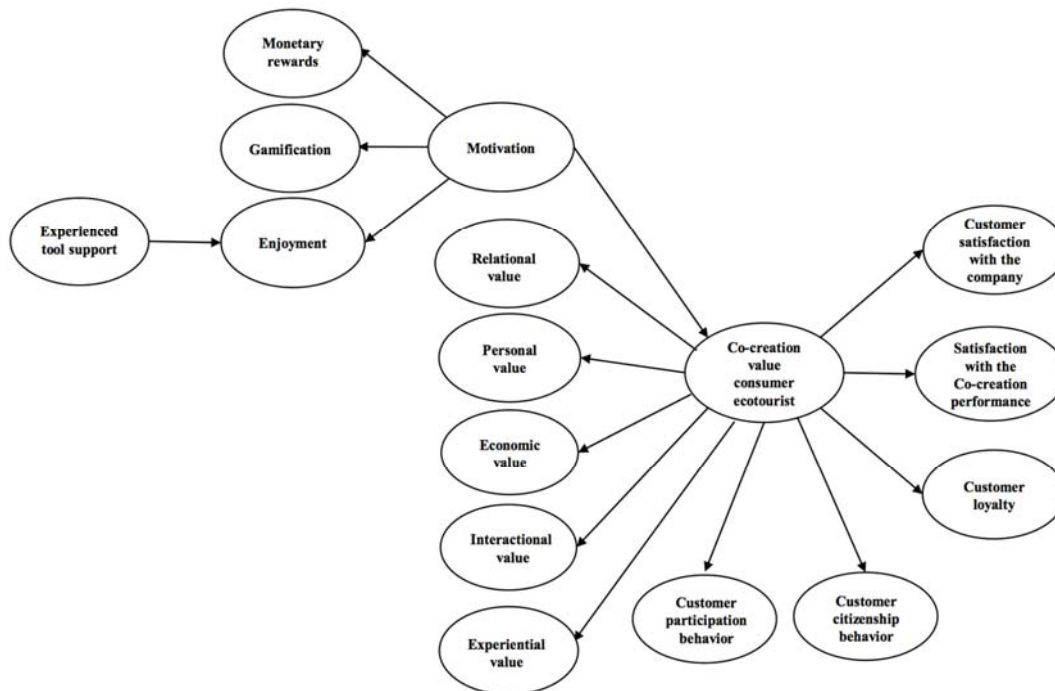 Monetary
rewards
Gamification
Motivation
Experienced
tool support
Enjoyment
Relational
value
Personal
value
Economic
value
Interactional
value
Experiential
value
Co-creation
value
consumer
ecotourist
Customer
satisfaction
with the
company
Satisfaction
with the
Co-creation
performance
Customer
loyalty
Customer
participation
behavior
Customer
citizenship
behavior